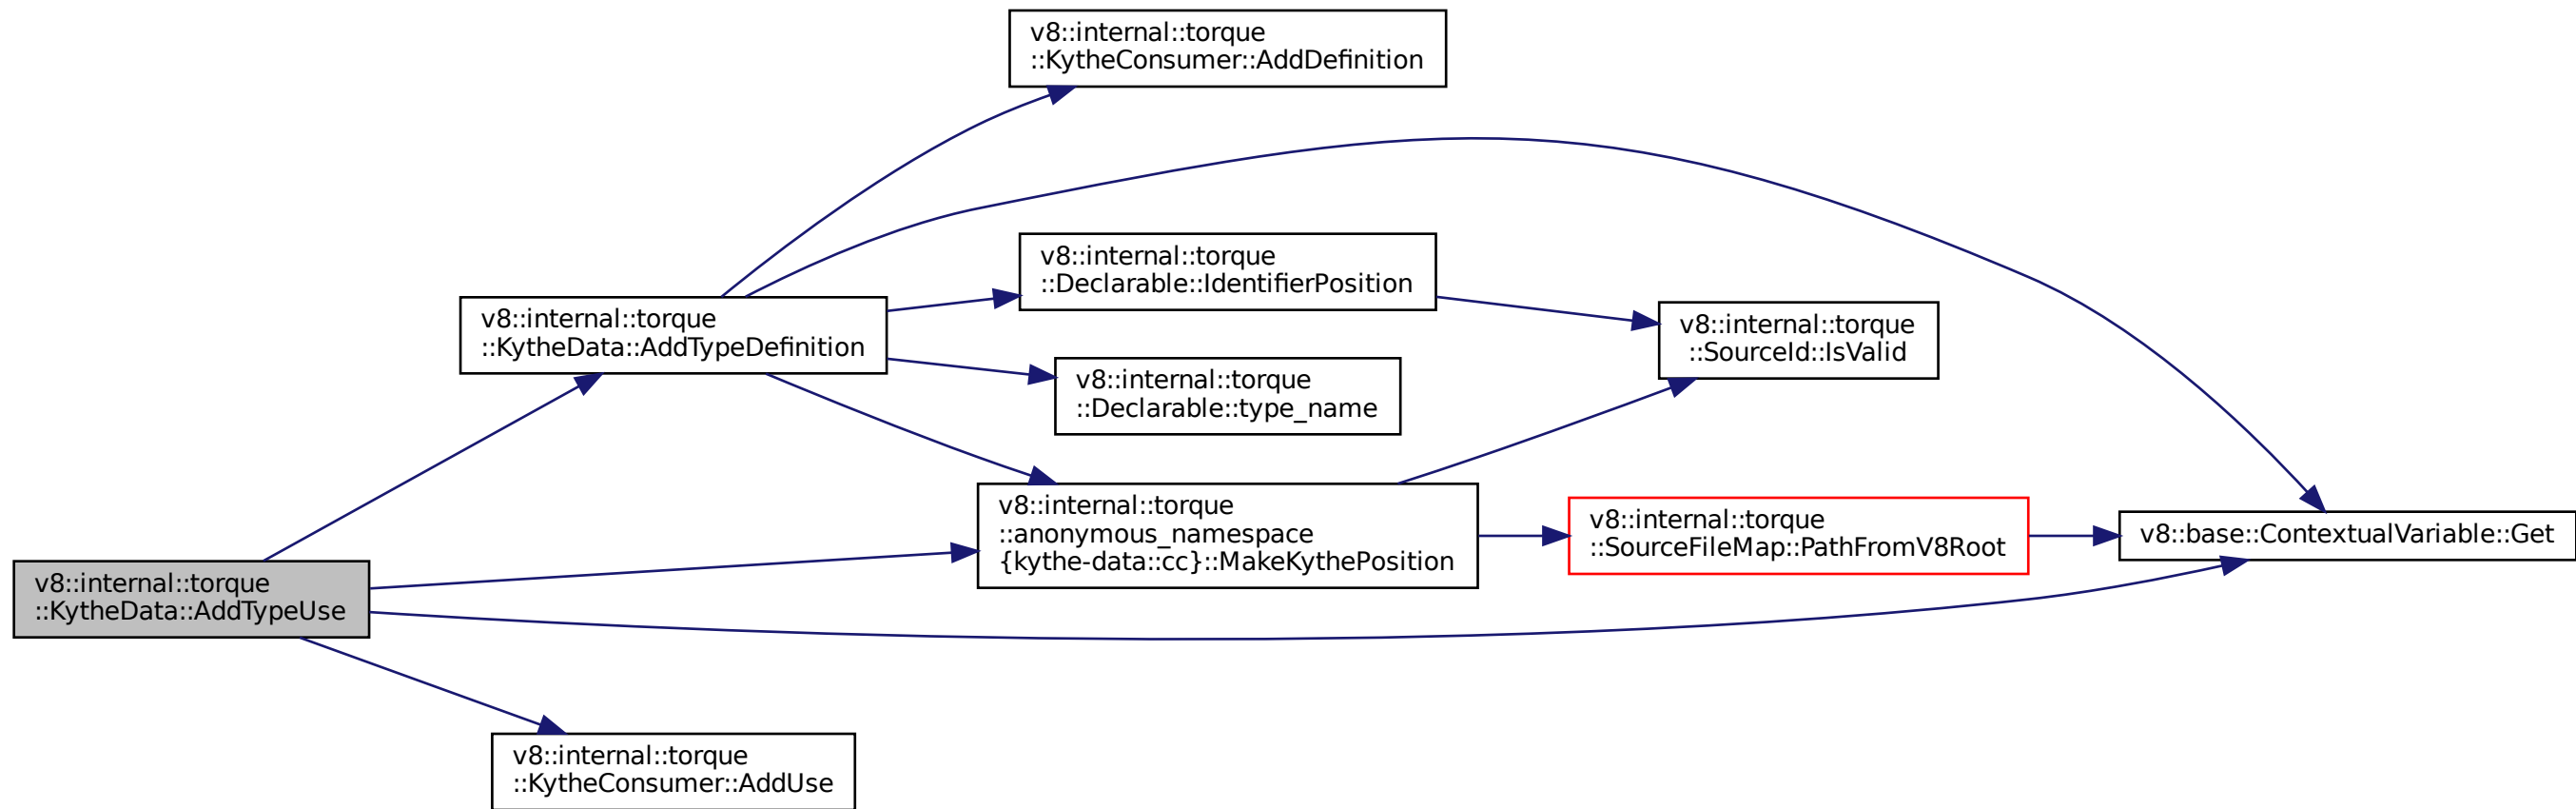 v8::internal::torque
::KytheConsumer::AddDefinition
v8::internal::torque
::Declarable::IdentifierPosition
v8::internal::torque
::KytheData::AddTypeDefinition
v8::internal::torque
::SourceId::IsValid
v8::internal::torque
::Declarable::type_name
v8::internal::torque
::anonymous_namespace
{kythe-data::cc}::MakeKythePosition
v8::internal::torque
::SourceFileMap::PathFromV8Root
v8::base::ContextualVariable::Get
v8::internal::torque
::KytheData::AddTypeUse
v8::internal::torque
::KytheConsumer::AddUse